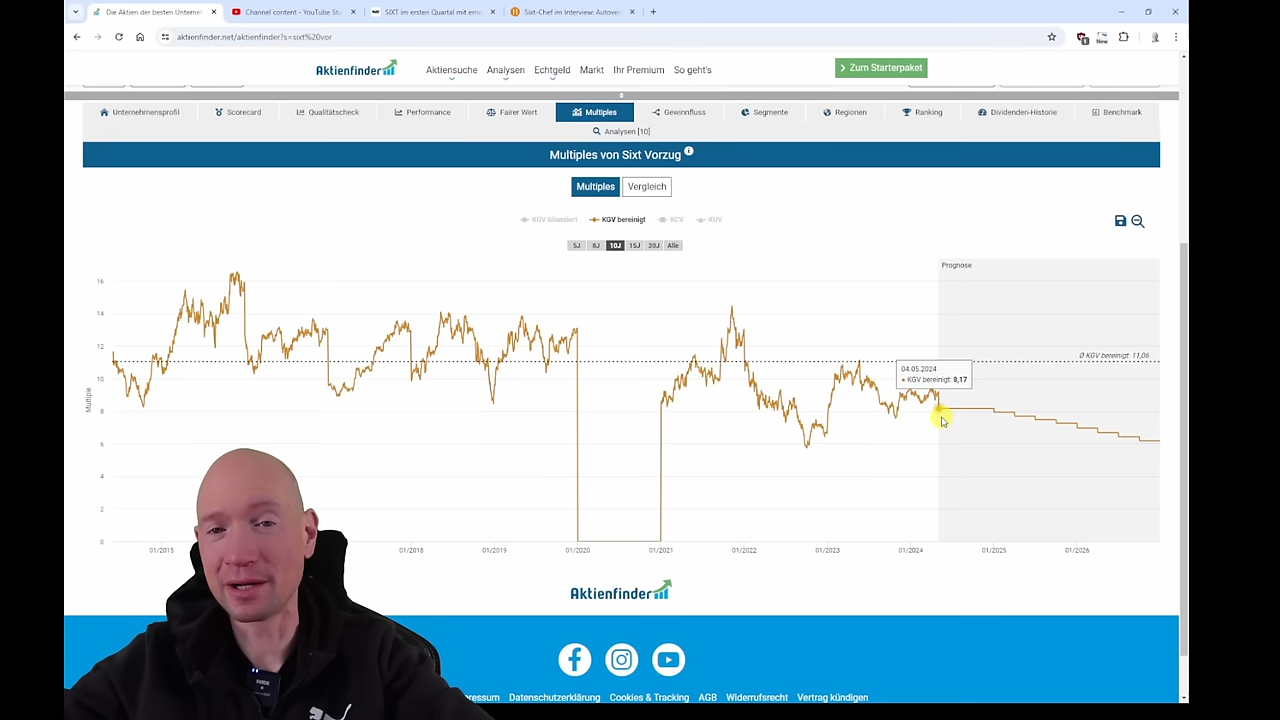 Die Aktien der besten Unterne
Channel content - YouTube Stu
SIXT im ersten Quartal mit ern
Sixt-Chef im Interview: Autover
aktienfinder.net/aktienfinder?s=sixt%20vor
Aktienfinder
Aktiensuche
Analysen
Echtgeld
Markt
Ihr Premium
So geht's
Zum Starterpaket
Unternehmensprofil
Scorecard
Qualitätscheck
Performance
Fairer Wert
Multiples
Gewinnfluss
Segmente
Regionen
Ranking
Dividenden-Historie
Benchmark
Analysen [10]
Multiples von Sixt Vorzug
Multiples
Vergleich
KGV bilanziert
KGV bereinigt
KCV
KUV
5J
8J
10J
15J
20J
Alle
Prognose
16
14
12
10
8
6
4
2
0
Multiple
Ø KGV bereinigt: 11,06
04.05.2024
KGV bereinigt: 8,17
01/2015
01/2018
01/2019
01/2020
01/2021
01/2022
01/2023
01/2024
01/2025
01/2026
Aktienfinder
RODE
pressum
Datenschutzerklärung
Cookies & Tracking
AGB
Widerrufsrecht
Vertrag kündigen